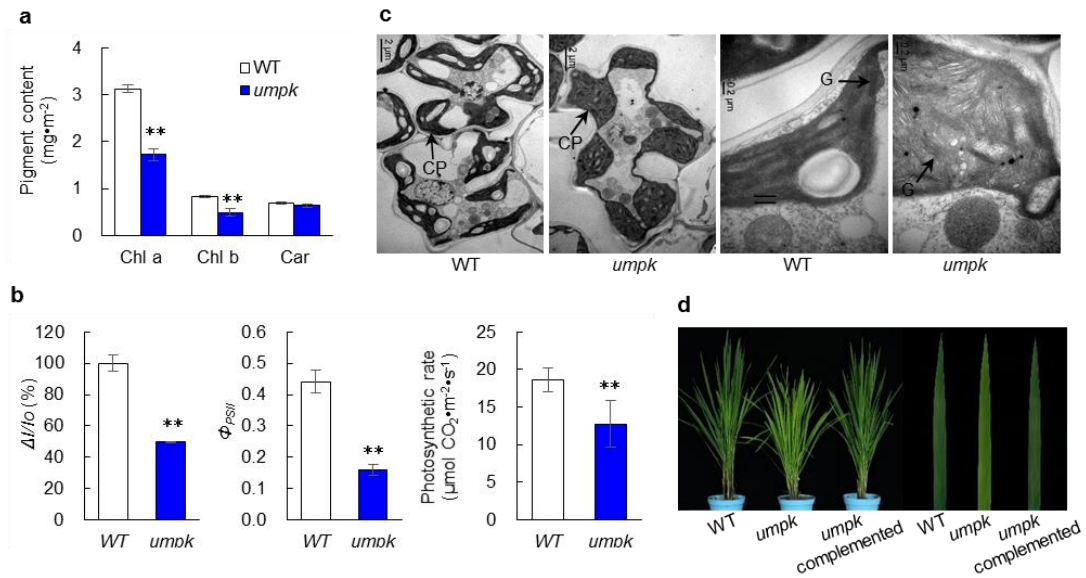 a
Pigment content
(mg•m-2)
4
3
2
1
0
WT
umpk
**
**
Chl a
Chl b
Car
b
ΔI/Io (%)
120
100
80
60
40
20
0
**
WT
umpk
ΦPSII
0.6
0.5
0.4
0.3
0.2
0.1
0.0
**
WT
umpk
Photosynthetic rate
(µmol CO2•m-2•s-1)
25
20
15
10
5
0
**
WT
umpk
c
2 µm
CP
WT
2 µm
CP
umpk
0.2 µm
G
WT
0.2 µm
G
umpk
d
WT
umpk
umpk
complemented
WT
umpk
umpk
complemented